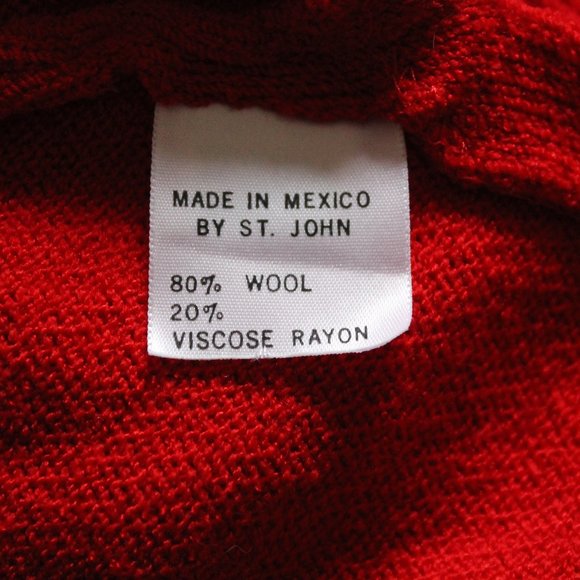 MADE IN MEXICO
BY ST. JOHN
80% WOOL
20%
VISCOSE RAYON